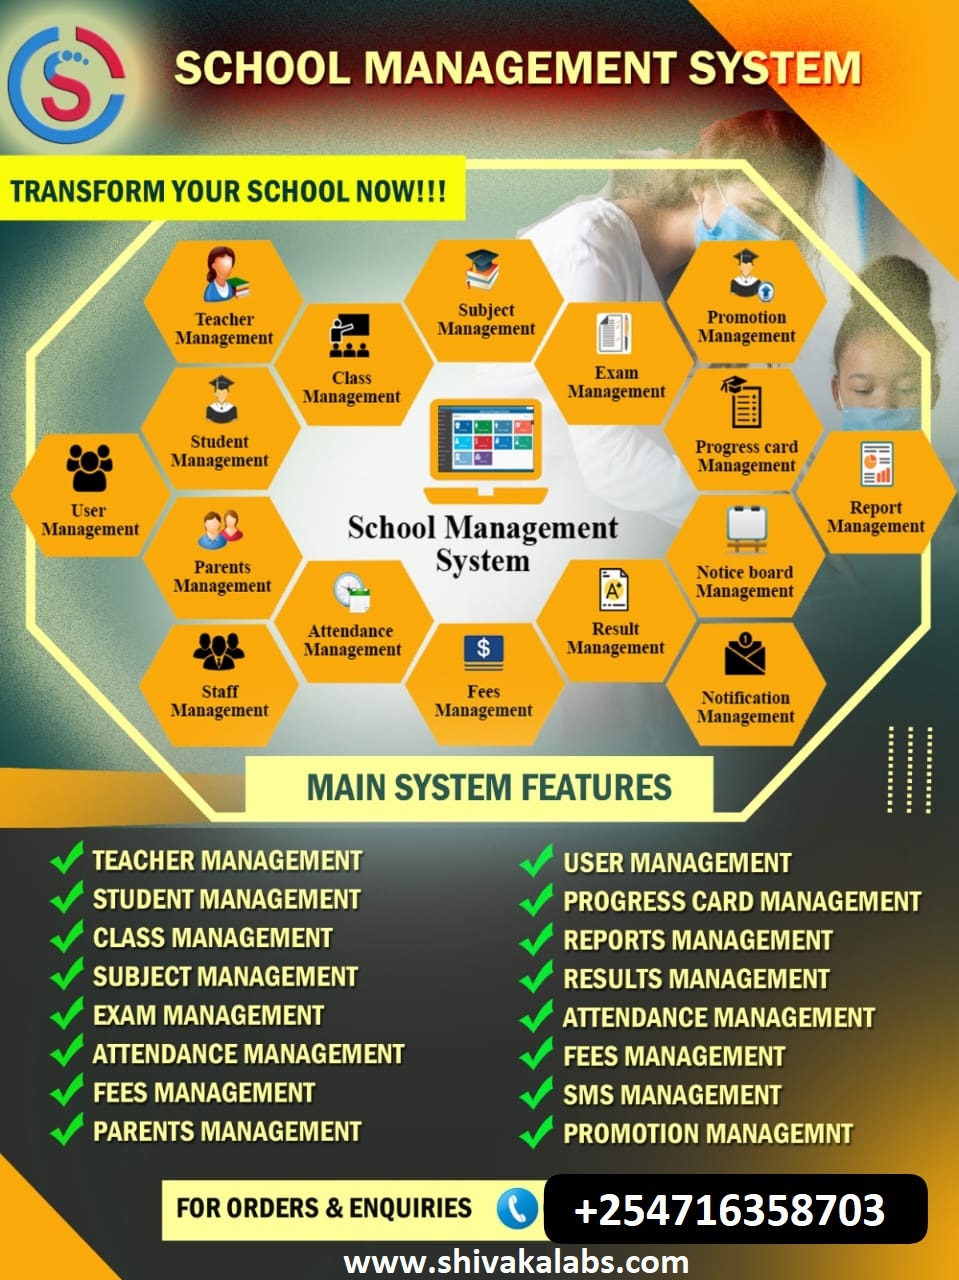 S
SCHOOL MANAGEMENT SYSTEM
TRANSFORM YOUR SCHOOL NOW!!!
Teacher
Management
Class
Management
Subject
Management
Exam
Management
Promotion
Management
Student
Management
Progress card
Management
User
Management
Report
Management
School Management
System
Parents
Management
Notice board
Management
Attendance
Management
A+
Result
Management
Staff
Management
$
Fees
Management
1
Notification
Management
MAIN SYSTEM FEATURES
TEACHER MANAGEMENT
STUDENT MANAGEMENT
CLASS MANAGEMENT
SUBJECT MANAGEMENT
EXAM MANAGEMENT
ATTENDANCE MANAGEMENT
FEES MANAGEMENT
PARENTS MANAGEMENT
USER MANAGEMENT
PROGRESS CARD MANAGEMENT
REPORTS MANAGEMENT
RESULTS MANAGEMENT
ATTENDANCE MANAGEMENT
FEES MANAGEMENT
SMS MANAGEMENT
PROMOTION MANAGEMNT
FOR ORDERS & ENQUIRIES
+254716358703
www.shivakalabs.com